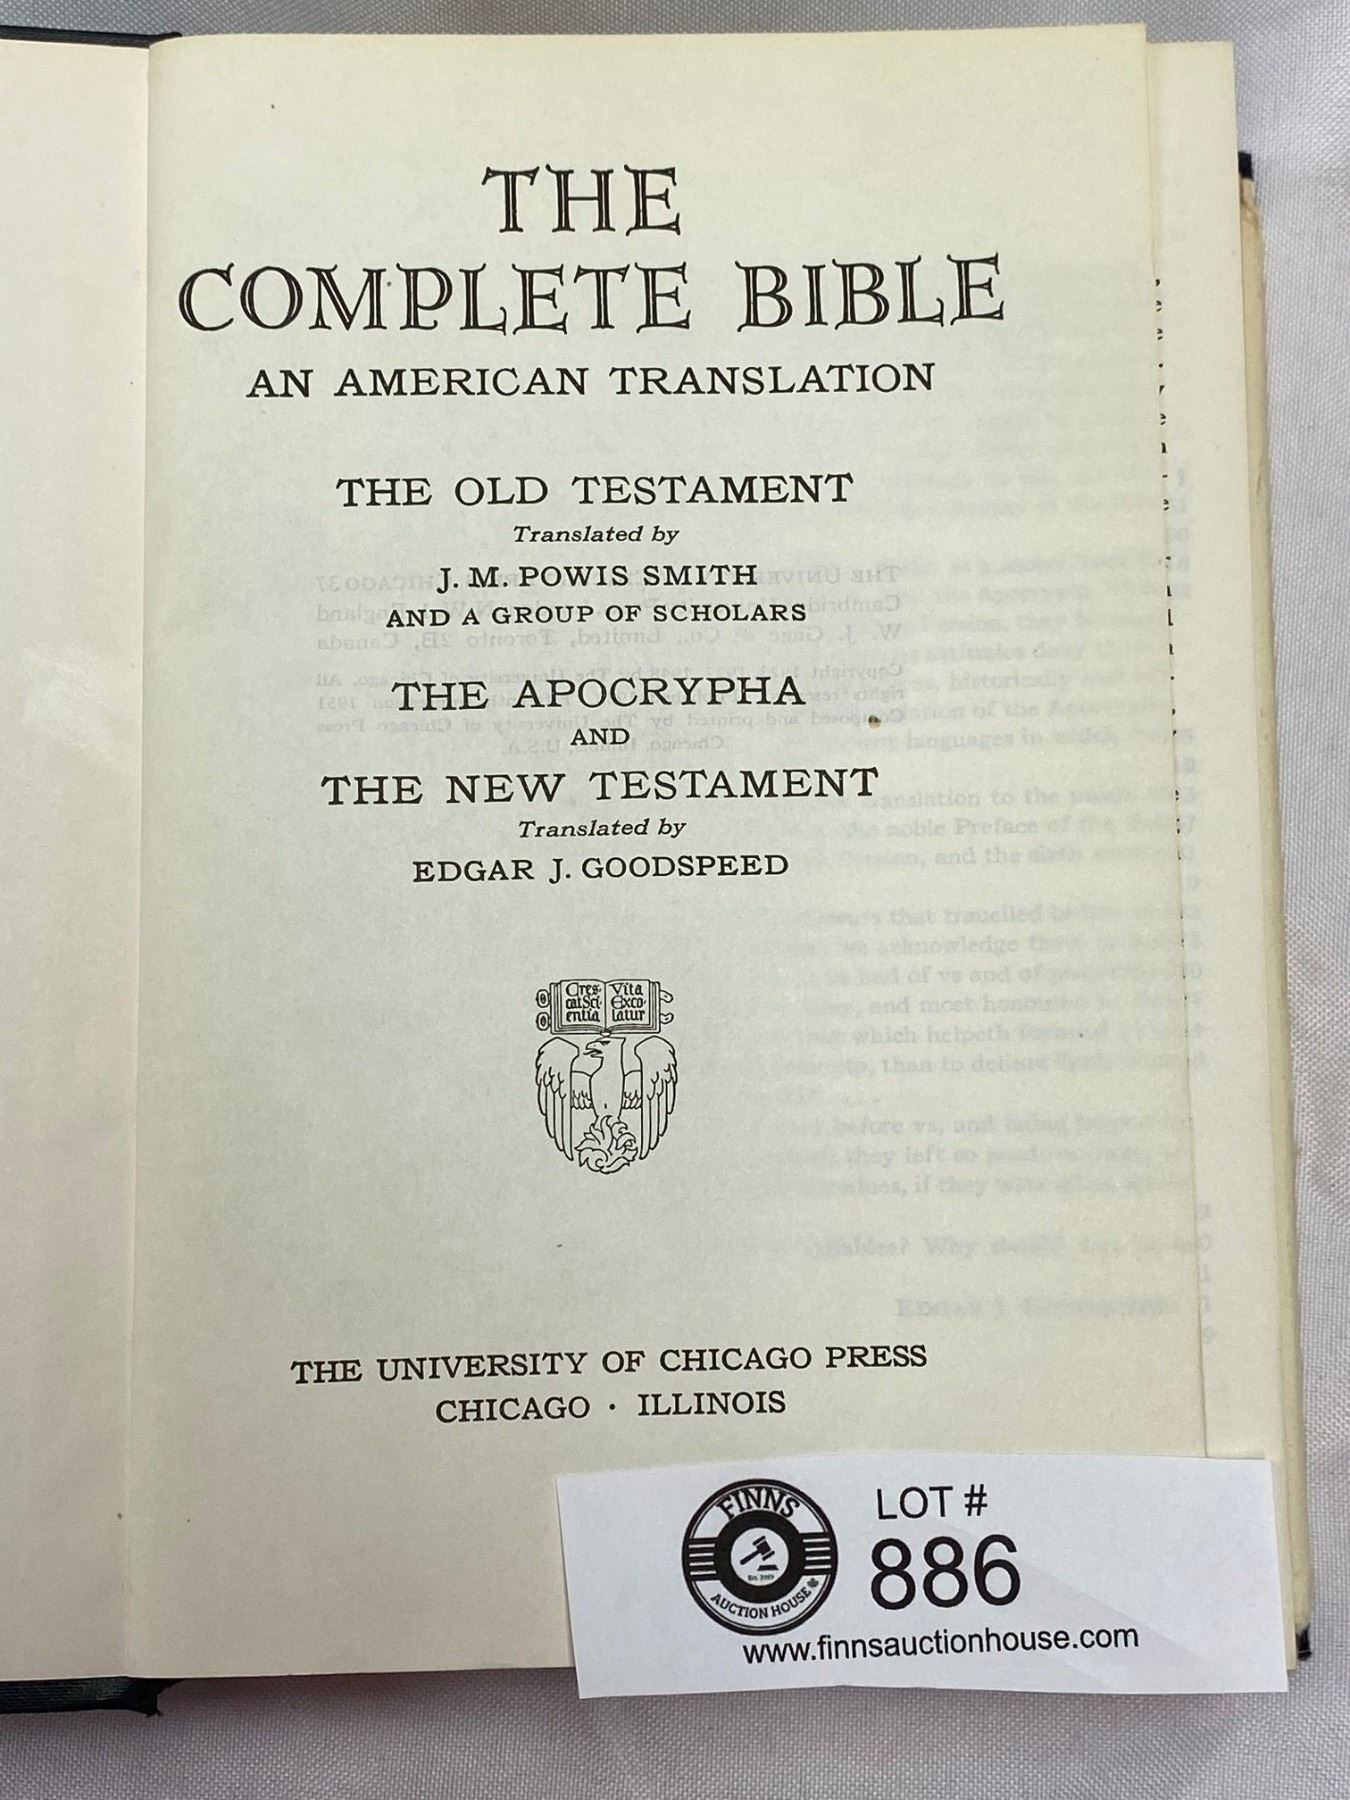 THE
COMPLETE BIBLE
AN AMERICAN TRANSLATION
THE OLD TESTAMENT
Translated by
J. M. POWIS SMITH
AND A GROUP OF SCHOLARS
THE APOCRYPHA
AND
THE NEW TESTAMENT
Translated by
EDGAR J. GOODSPEED
Cres- Vita
cat Sci- Exco-
entia latur
THE UNIVERSITY OF CHICAGO PRESS
CHICAGO · ILLINOIS
FINNS
AUCTION HOUSE
LOT #
886
www.finnsauctionhouse.com